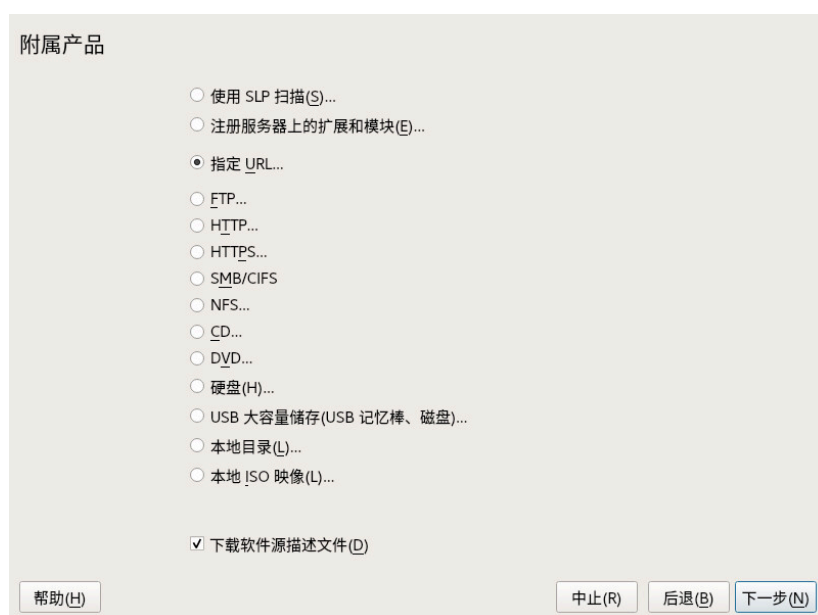 附属产品
使用 SLP 扫描(S)...
注册服务器上的扩展和模块(E)...
指定 URL...
FTP...
HTTP...
HTTPS...
SMB/CIFS
NFS...
CD...
DVD...
硬盘(H)...
USB 大容量储存(USB 记忆棒、磁盘)...
本地目录(L)...
本地 ISO 映像(L)...
下载软件源描述文件(D)
帮助(H) 中止(R) 后退(B) 下一步(N)